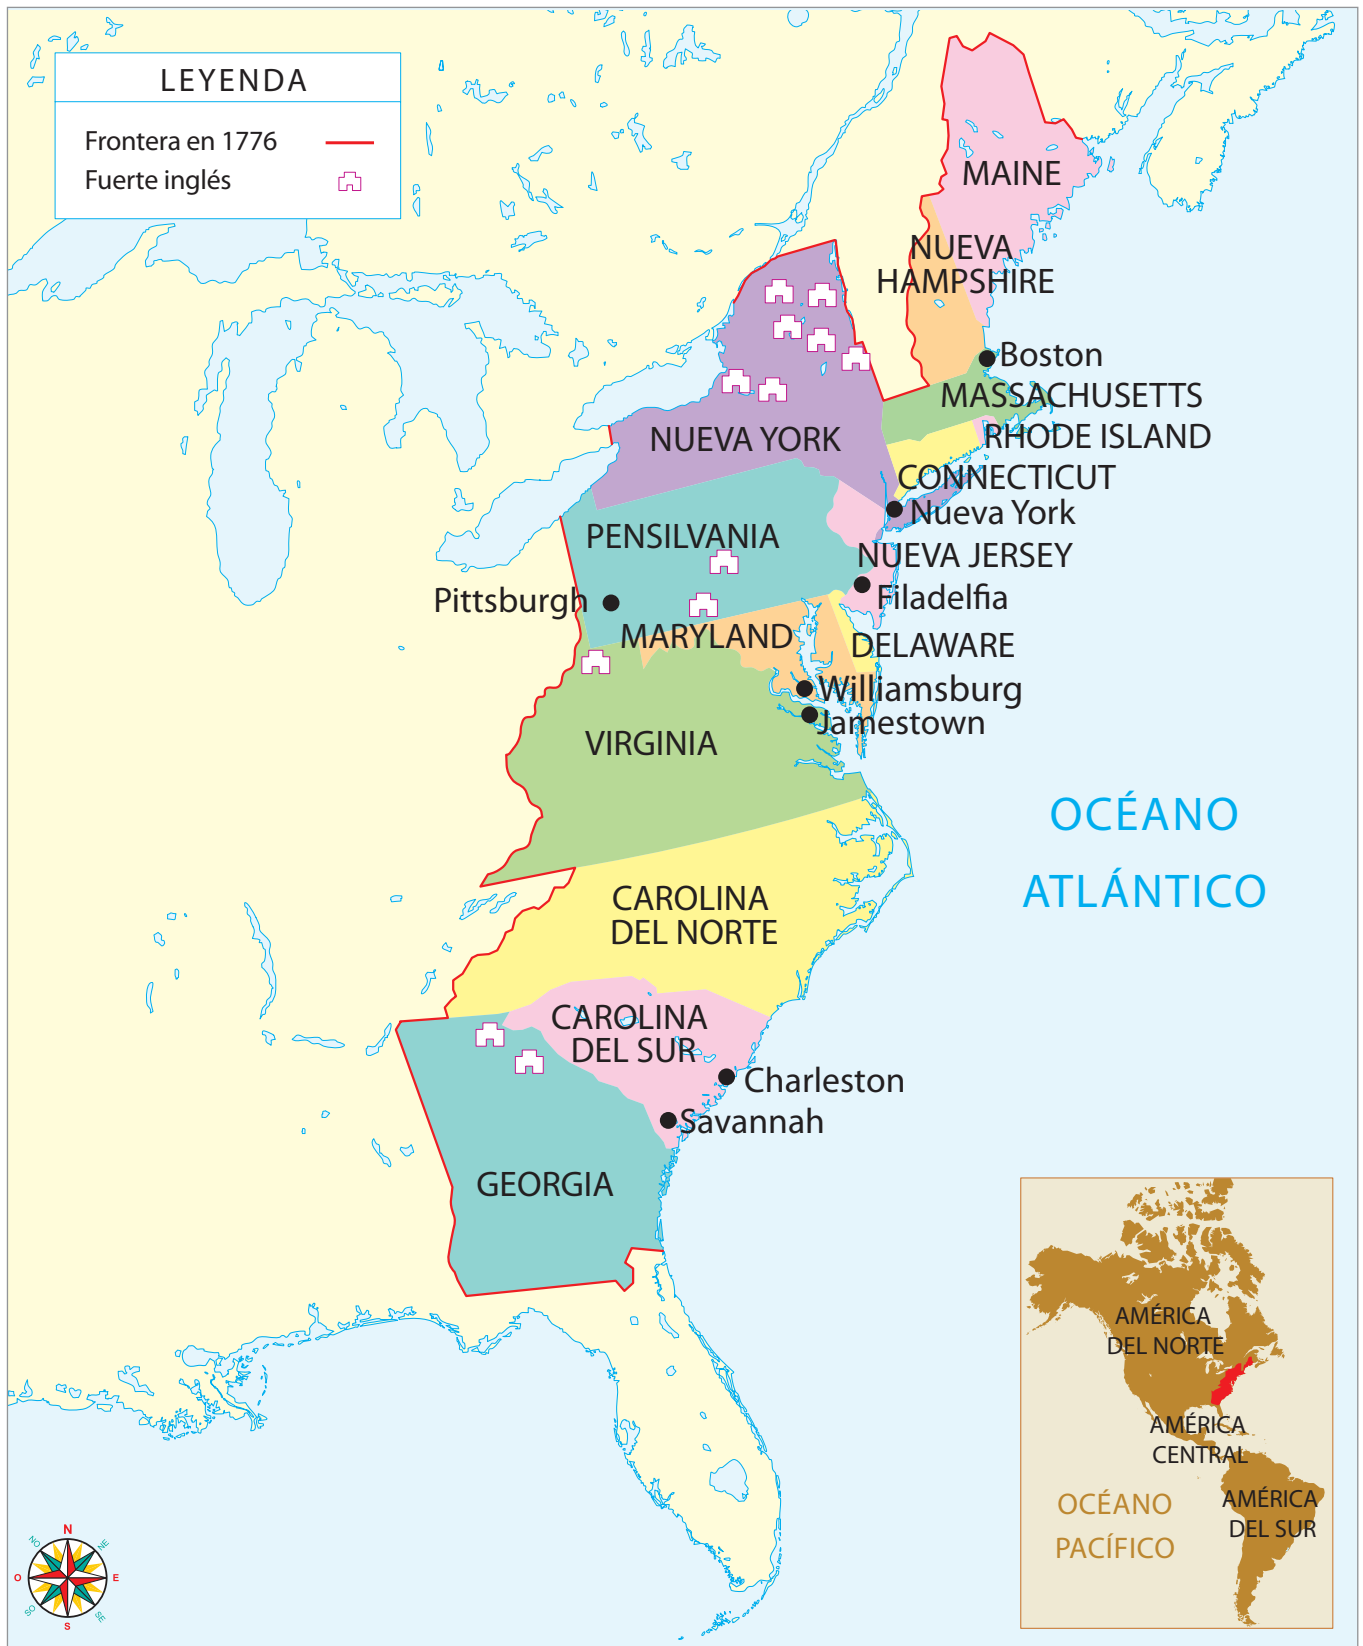 LEYENDA
Frontera en 1776
Fuerte inglés
MAINE
NUEVA
HAMPSHIRE
Boston
MASSACHUSETTS
RHODE ISLAND
NUEVA YORK
CONNECTICUT
Nueva York
PENSILVANIA
NUEVA JERSEY
Pittsburgh
Filadelfia
MARYLAND
DELAWARE
Williamsburg
Jamestown
VIRGINIA
OCÉANO
ATLÁNTICO
CAROLINA
DEL NORTE
CAROLINA
DEL SUR
Charleston
Savannah
GEORGIA
AMÉRICA
DEL NORTE
AMÉRICA
CENTRAL
AMÉRICA
DEL SUR
OCÉANO
PACÍFICO
N
NO
NE
O
E
SO
SE
S